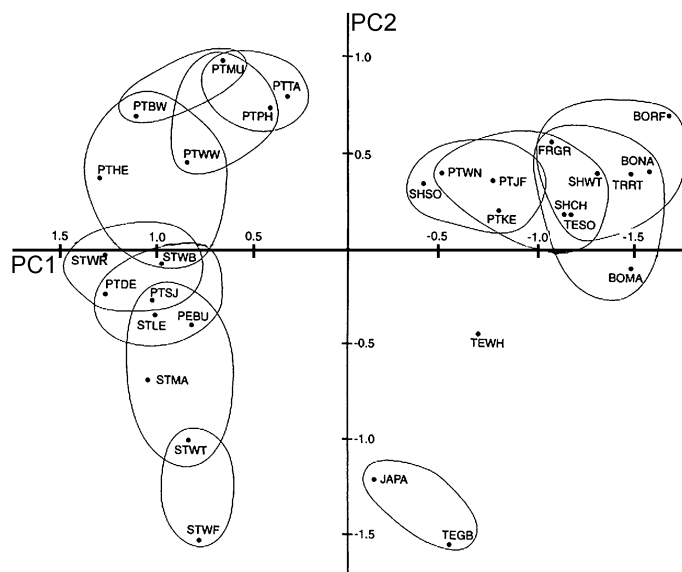 PC2
1.0
PTMU
PTTA
PTBW
PTPH
BORF
FRGR
0.5
PTWW
PTHE
PTWN
PTJF
SHWT
TRRT
BONA
SHSO
PTKE
SHCH
TESO
1.5
1.0
0.5
-0.5
-1.0
-1.5
PC1
STWR
STWB
PTDE
PTSJ
BOMA
STLE
PEBU
-0.5
TEWH
STMA
-1.0
STWT
JAPA
STWF
-1.5
TEGB